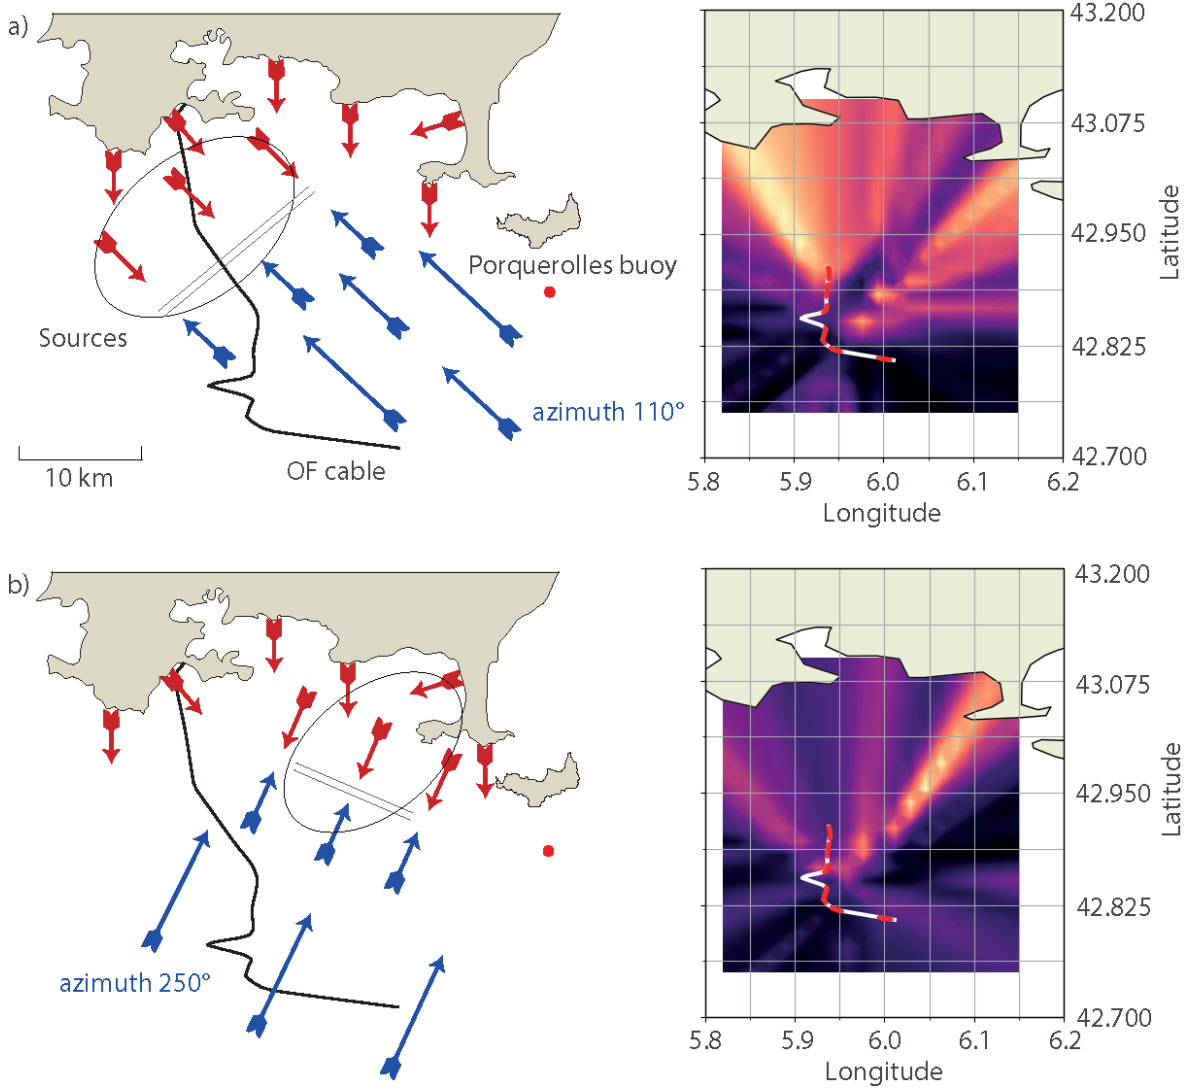 a)
Porquerolles buoy
Sources
azimuth 110°
10 km
OF cable
43.200
43.075
42.950
42.825
42.700
Latitude
5.8 5.9 6.0 6.1 6.2
Longitude
b)
azimuth 250°
43.200
43.075
42.950
42.825
42.700
Latitude
5.8 5.9 6.0 6.1 6.2
Longitude